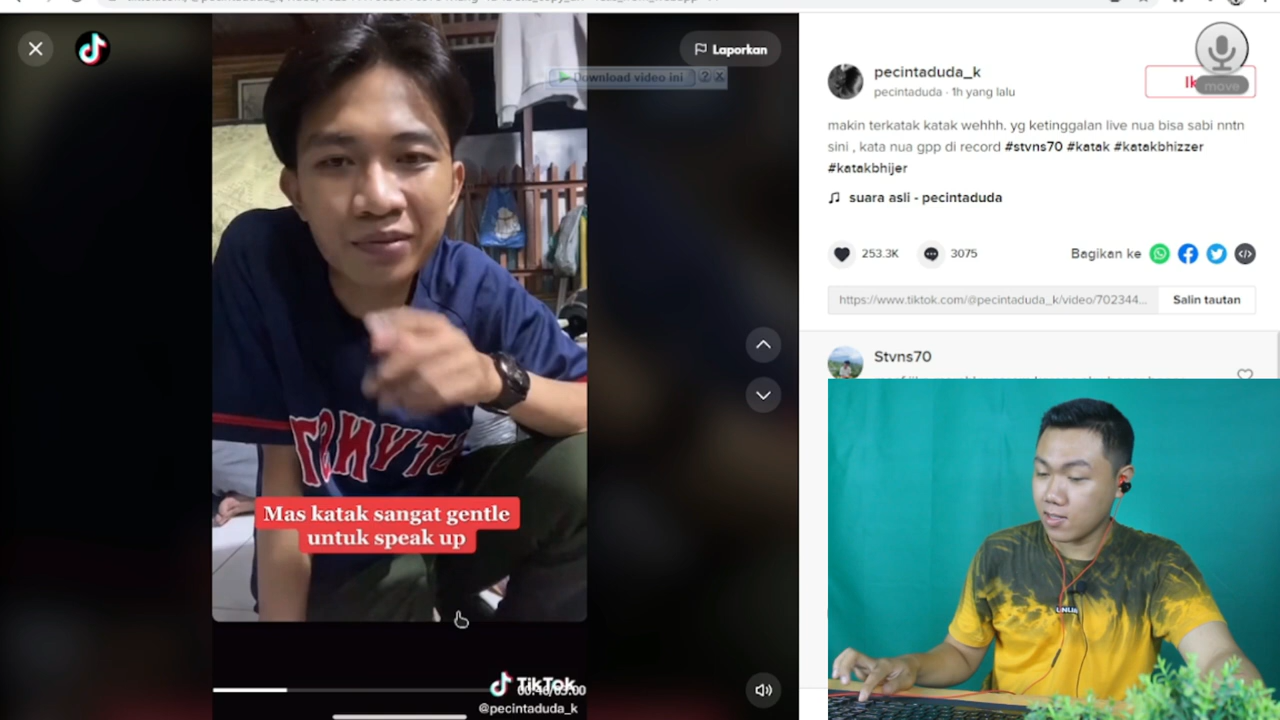 Laporkan
Download video ini
move
pecintaduda_k
pecintaduda · 1h yang lalu
makin terkatak katak wehhh. yg ketinggalan live nua bisa sabi nntn
sini , kata nua gpp di record #stvns70 #katak #katakbhizzer
#katakbhijer
suara asli - pecintaduda
253.3K
3075
Bagikan ke
https://www.tiktok.com/@pecintaduda_k/video/702344...
Salin tautan
Stvns70
Mas katak sangat gentle
untuk speak up
TikTok
@pecintaduda_k